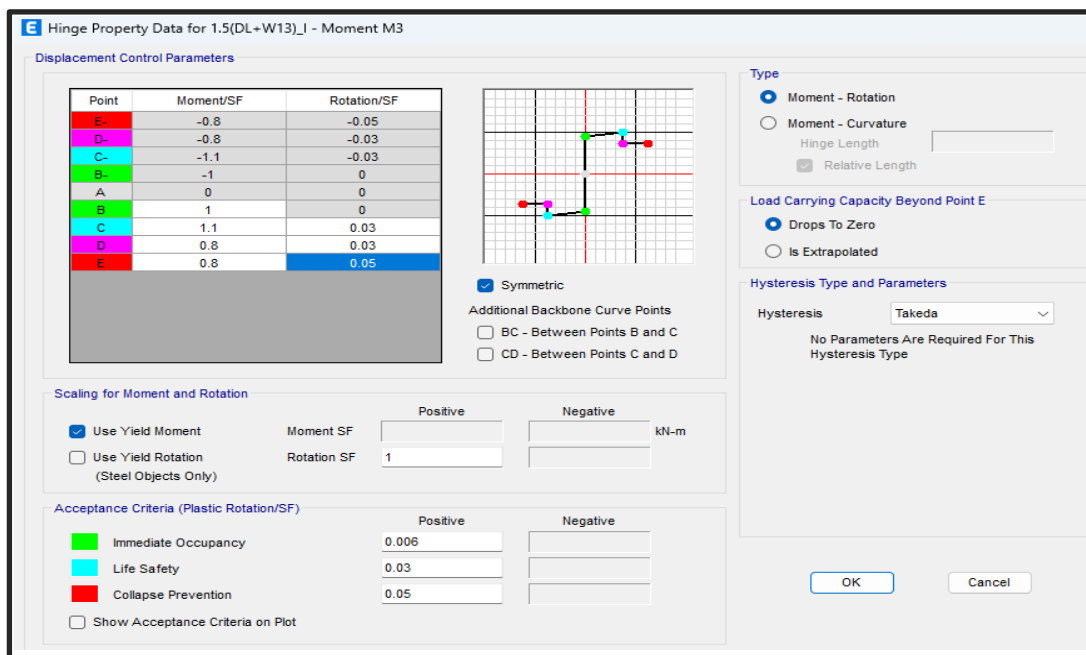 E Hinge Property Data for 1.5(DL+W13)_I - Moment M3
Displacement Control Parameters
Point Moment/SF Rotation/SF
E- -0.8 -0.05
D- -0.8 -0.03
C- -1.1 -0.03
B- -1 0
A 0 0
B 1 0
C 1.1 0.03
D 0.8 0.03
E 0.8 0.05
Symmetric
Additional Backbone Curve Points
BC - Between Points B and C
CD - Between Points C and D
Scaling for Moment and Rotation
Positive Negative
Use Yield Moment Moment SF kN-m
Use Yield Rotation Rotation SF 1
(Steel Objects Only)
Acceptance Criteria (Plastic Rotation/SF)
Positive Negative
Immediate Occupancy 0.006
Life Safety 0.03
Collapse Prevention 0.05
Show Acceptance Criteria on Plot
Type
Moment - Rotation
Moment - Curvature
Hinge Length
Relative Length
Load Carrying Capacity Beyond Point E
Drops To Zero
Is Extrapolated
Hysteresis Type and Parameters
Hysteresis Takeda
No Parameters Are Required For This
Hysteresis Type
OK Cancel